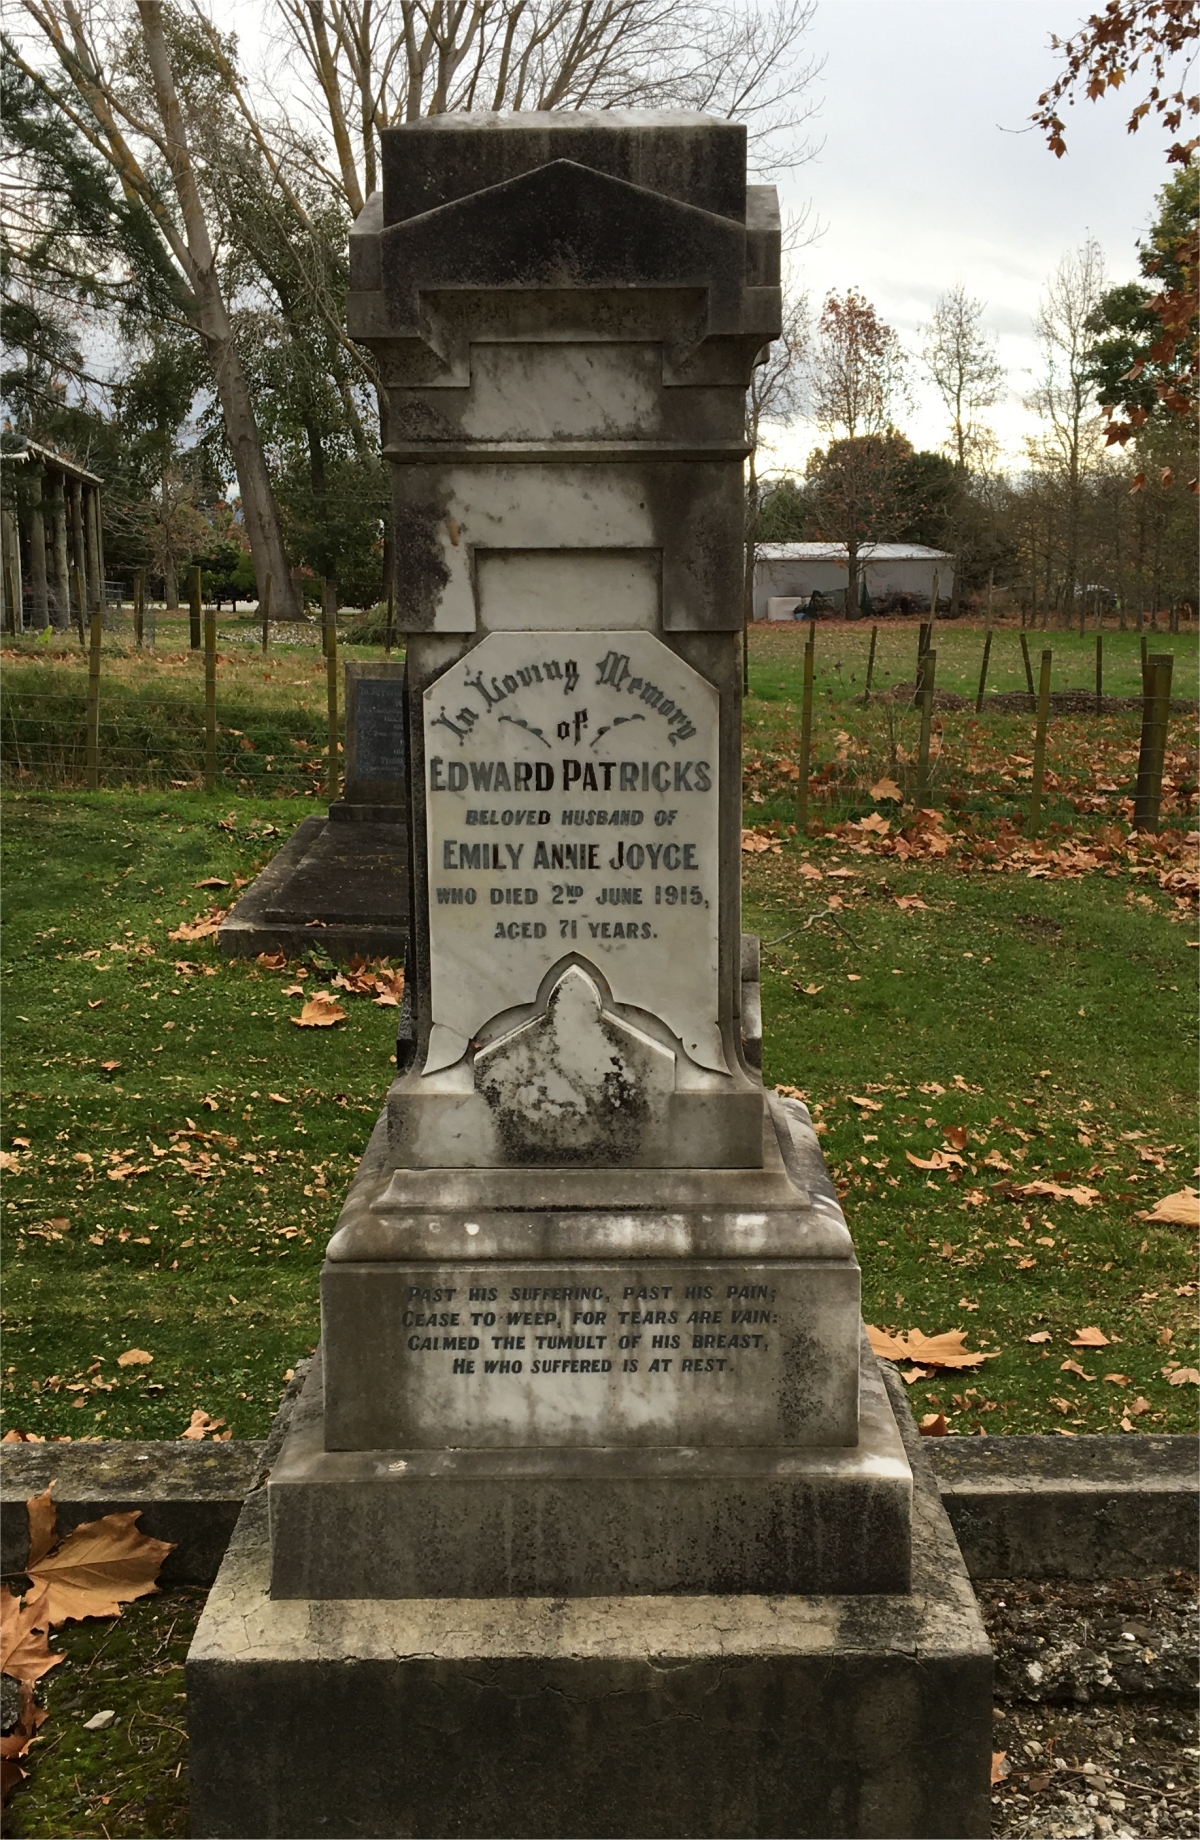 In Loving Memory
of
EDWARD PATRICKS
BELOVED HUSBAND OF
EMILY ANNIE JOYCE
WHO DIED 2ND JUNE 1915,
AGED 71 YEARS.
PAST HIS SUFFERING, PAST HIS PAIN;
CEASE TO WEEP, FOR TEARS ARE VAIN:
CALMED THE TUMULT OF HIS BREAST,
HE WHO SUFFERED IS AT REST.